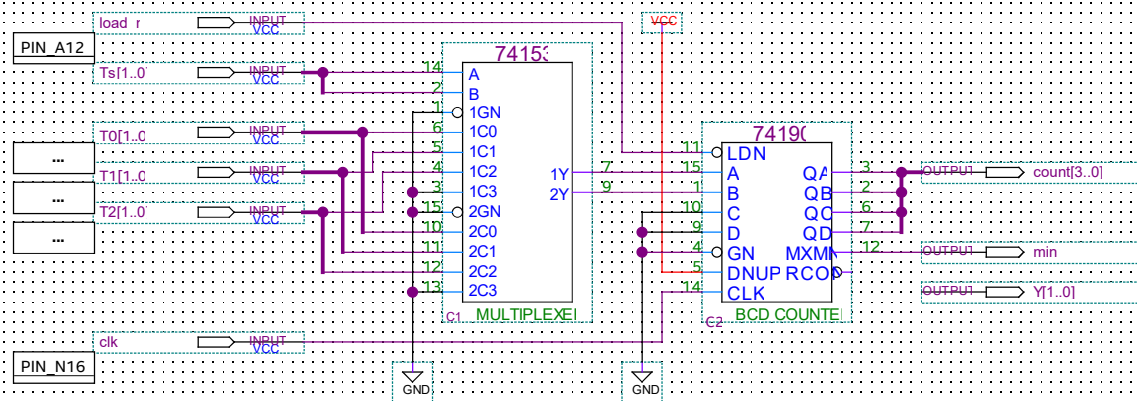 load_r INPUT VCC
VCC
PIN_A12
Ts[1..0] INPUT VCC
74153
14 A
2 B
1 1GN
T0[1..0 INPUT VCC
6 1C0
...
5 1C1
T1[1..0 INPUT VCC
4 1C2
...
3 1C3
T2[1..0 INPUT VCC
15 2GN
...
10 2C0
11 2C1
12 2C2
13 2C3
1Y 7
2Y 9
C1 MULTIPLEXE
74190
11 LDN
15 A QA 3
1 B QB 2
10 C QC 6
9 D QD 7
4 GN MXMN 12
5 DNUP RCON
14 CLK
C2 BCD COUNTE
OUTPUT count[3..0]
OUTPUT min
OUTPUT Y[1..0]
clk INPUT VCC
PIN_N16
GND
GND